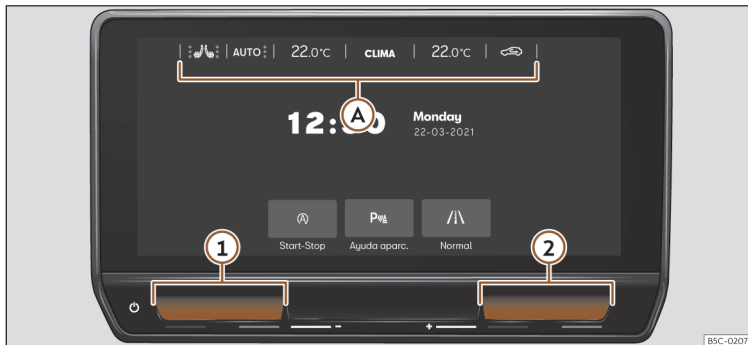 AUTO 22.0°C CLIMA 22.0°C
A
12: 0 Monday
22-03-2021
P
Start-Stop Ayuda aparc. Normal
1 2
- +
B5C-0207